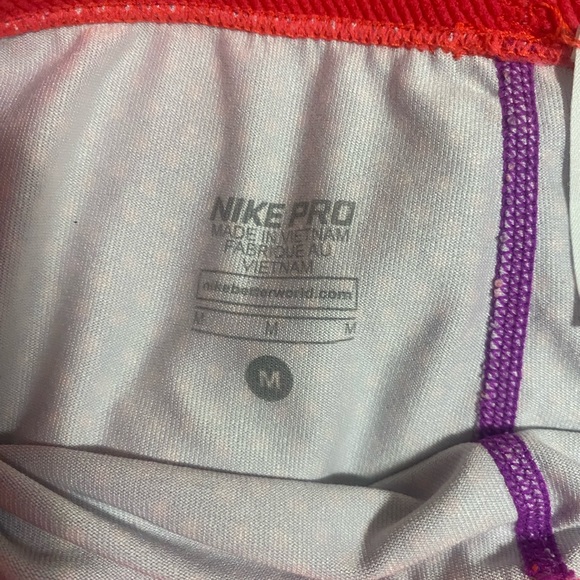 NIKE PRO
MADE IN VIETNAM
FABRIQUE AU
VIETNAM
nikebetterworld.com
M M M
M